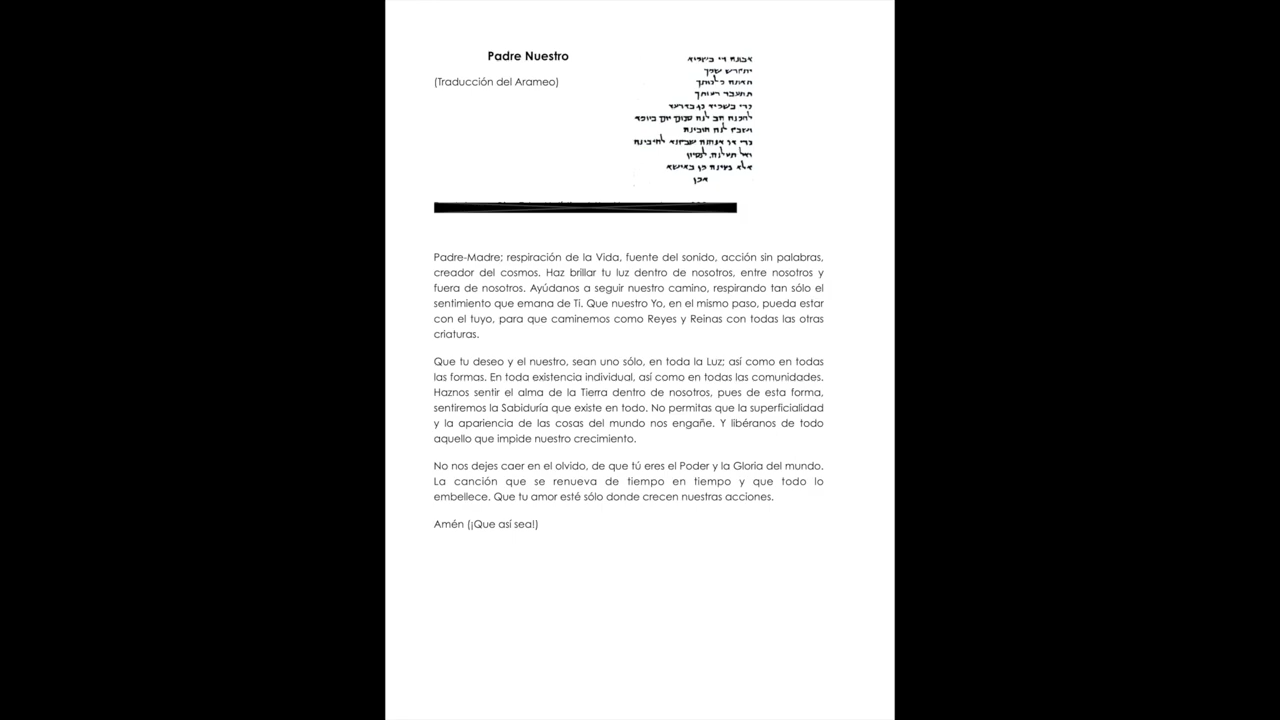 Padre Nuestro
(Traducción del Arameo)
יתקדש שמך
אמן
Padre-Madre; respiración de la Vida, fuente del sonido, acción sin palabras,
creador del cosmos. Haz brillar tu luz dentro de nosotros, entre nosotros y
fuera de nosotros. Ayúdanos a seguir nuestro camino, respirando tan sólo el
sentimiento que emana de Ti. Que nuestro Yo, en el mismo paso, pueda estar
con el tuyo, para que caminemos como Reyes y Reinas con todas las otras
criaturas.
Que tu deseo y el nuestro, sean uno sólo, en toda la Luz; así como en todas
las formas. En toda existencia individual, así como en todas las comunidades.
Haznos sentir el alma de la Tierra dentro de nosotros, pues de esta forma,
sentiremos la Sabiduría que existe en todo. No permitas que la superficialidad
y la apariencia de las cosas del mundo nos engañe. Y libéranos de todo
aquello que impide nuestro crecimiento.
No nos dejes caer en el olvido, de que tú eres el Poder y la Gloria del mundo.
La canción que se renueva de tiempo en tiempo y que todo lo
embellece. Que tu amor esté sólo donde crecen nuestras acciones.
Amén (¡Que así sea!)